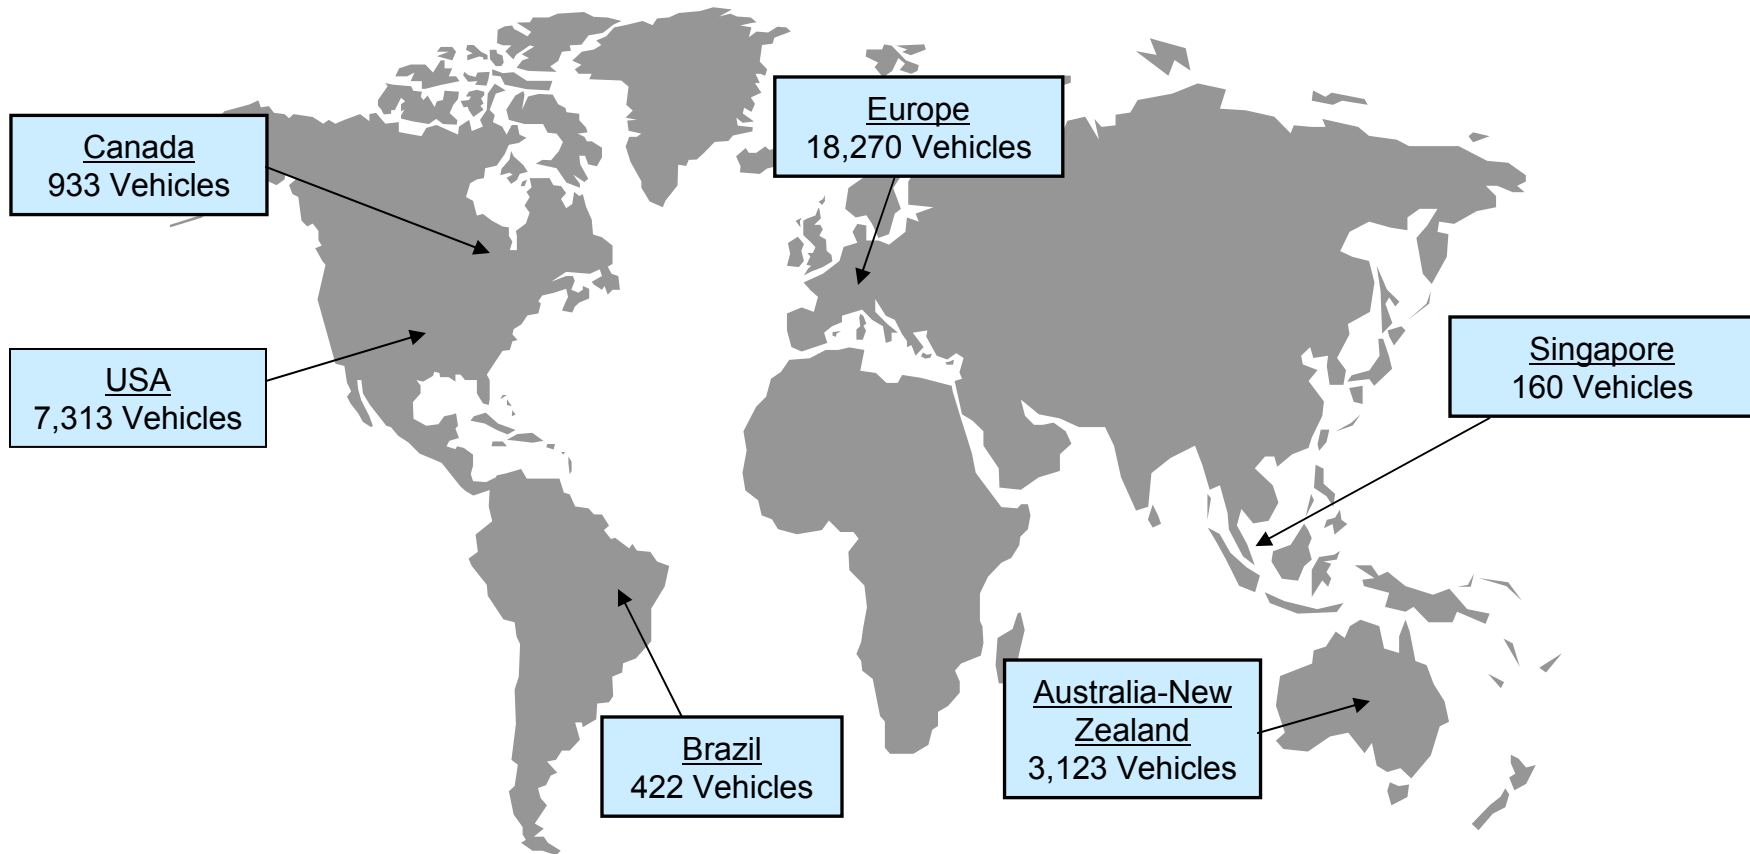 Europe
18,270 Vehicles
Canada
933 Vehicles
Singapore
160 Vehicles
USA
7,313 Vehicles
Australia-New
Zealand
3,123 Vehicles
Brazil
422 Vehicles